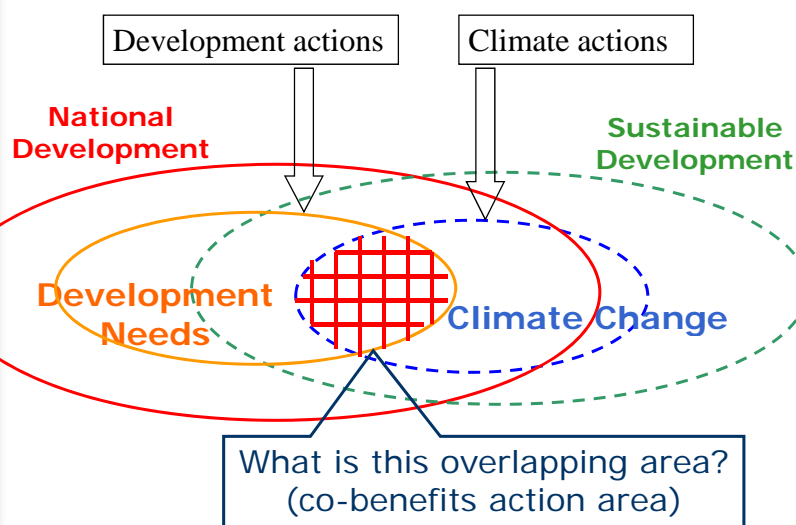 Development actions
Climate actions
National
Development
Sustainable
Development
Development
Needs
Climate Change
What is this overlapping area?
(co-benefits action area)